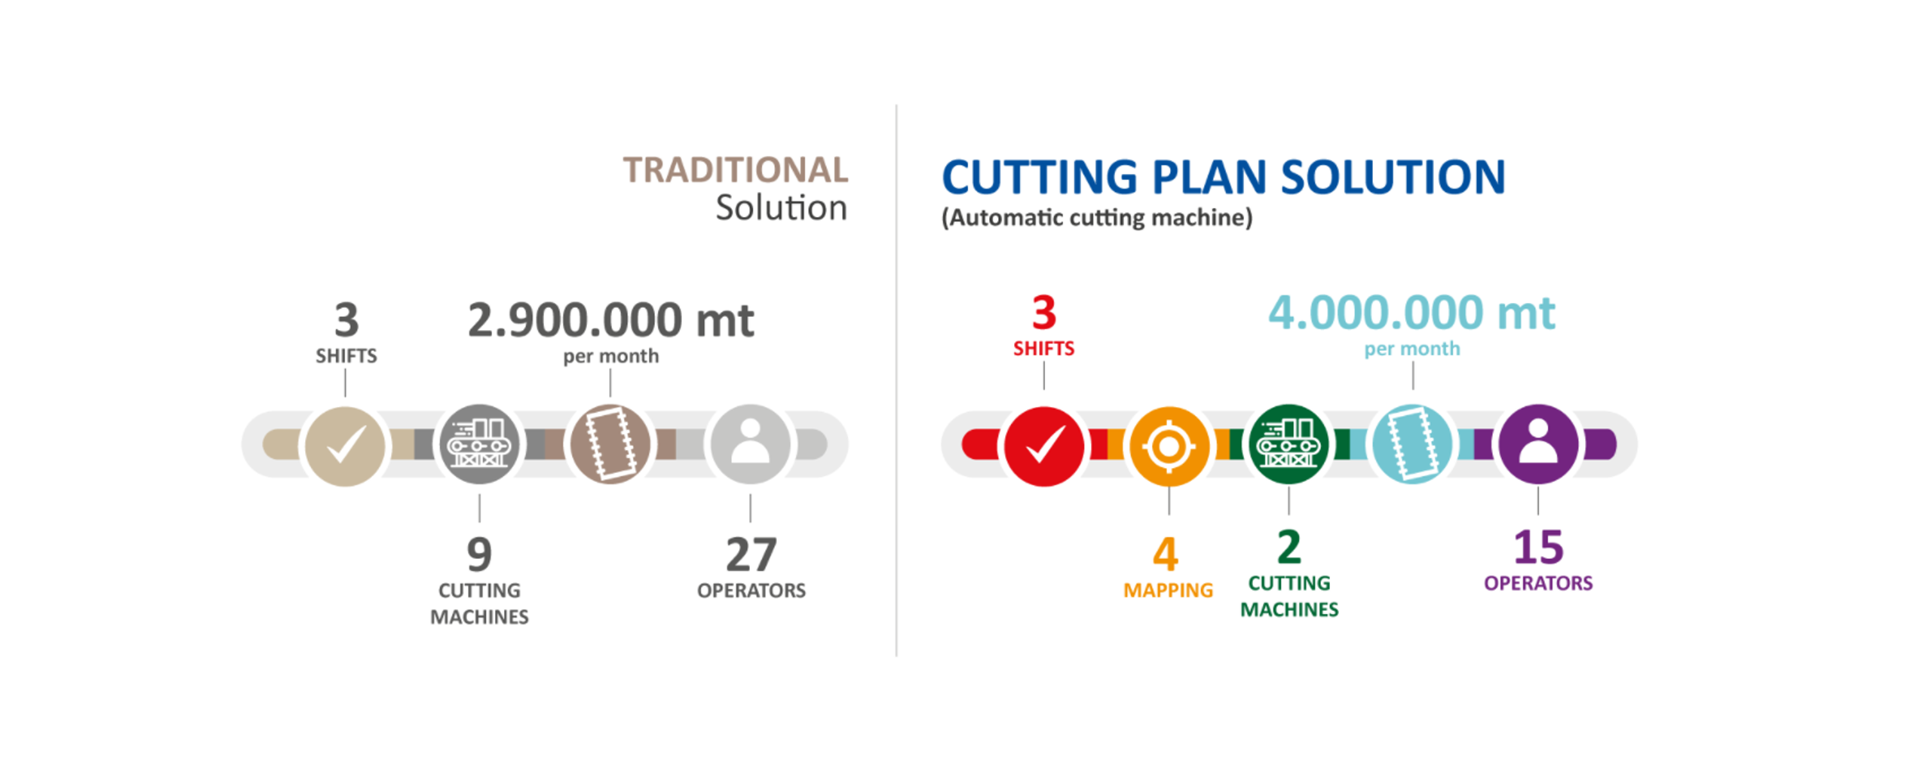 TRADITIONAL
Solution
3
SHIFTS
2.900.000 mt
per month
9
CUTTING
MACHINES
27
OPERATORS
CUTTING PLAN SOLUTION
(Automatic cutting machine)
3
SHIFTS
4.000.000 mt
per month
4
MAPPING
2
CUTTING
MACHINES
15
OPERATORS